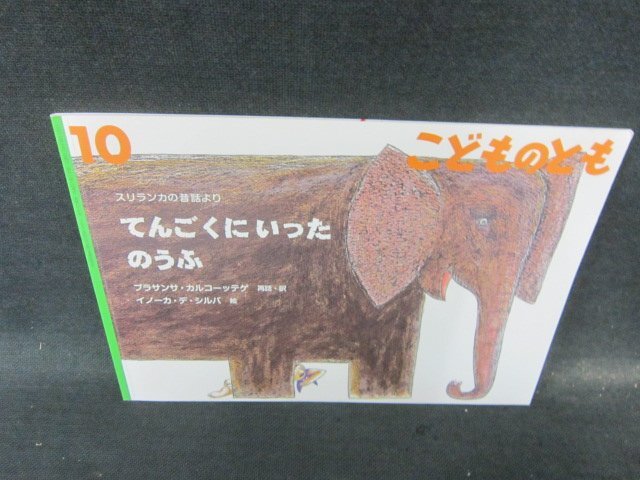 10
こどものとも
スリランカの昔話より
てんごくにいった
のうふ
プラサンサ・カルコーッテゲ 再話・訳
イノーカ・デ・シルバ 絵